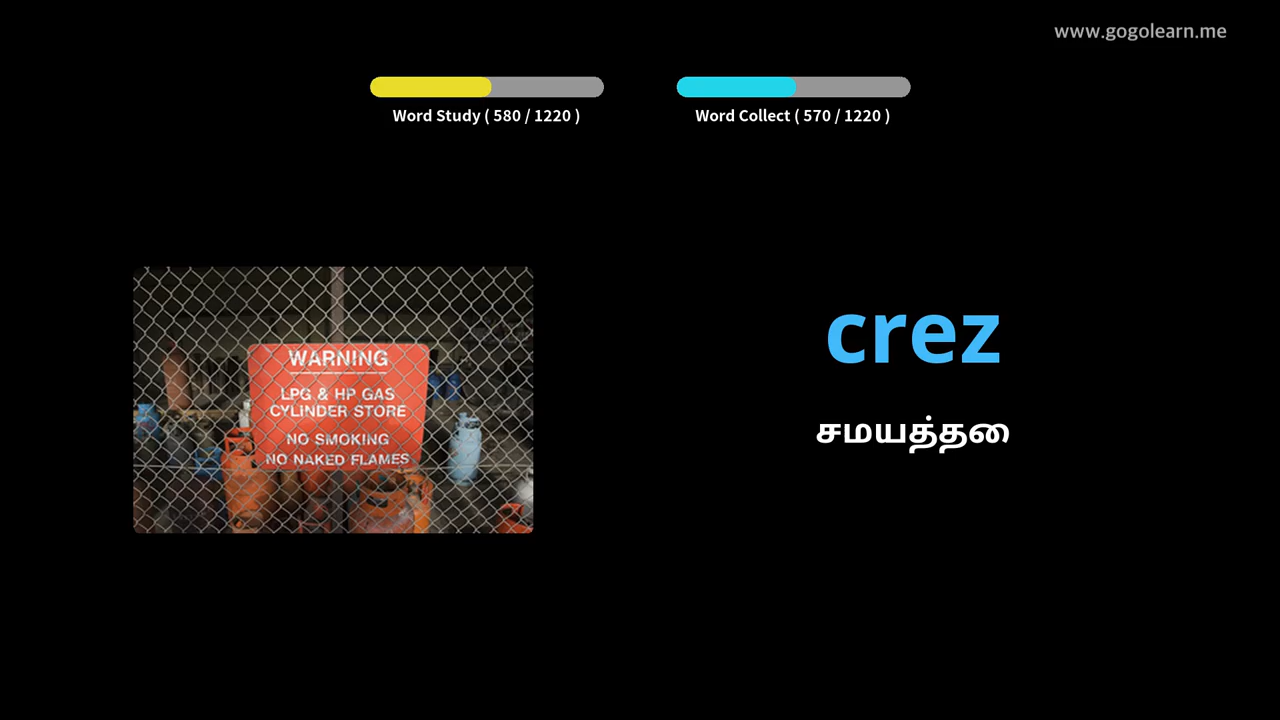 www.gogolearn.me
Word Study ( 580 / 1220 )
Word Collect ( 570 / 1220 )
WARNING
LPG & HP GAS
CYLINDER STORE
NO SMOKING
NO NAKED FLAMES
crez
சமயத்தை